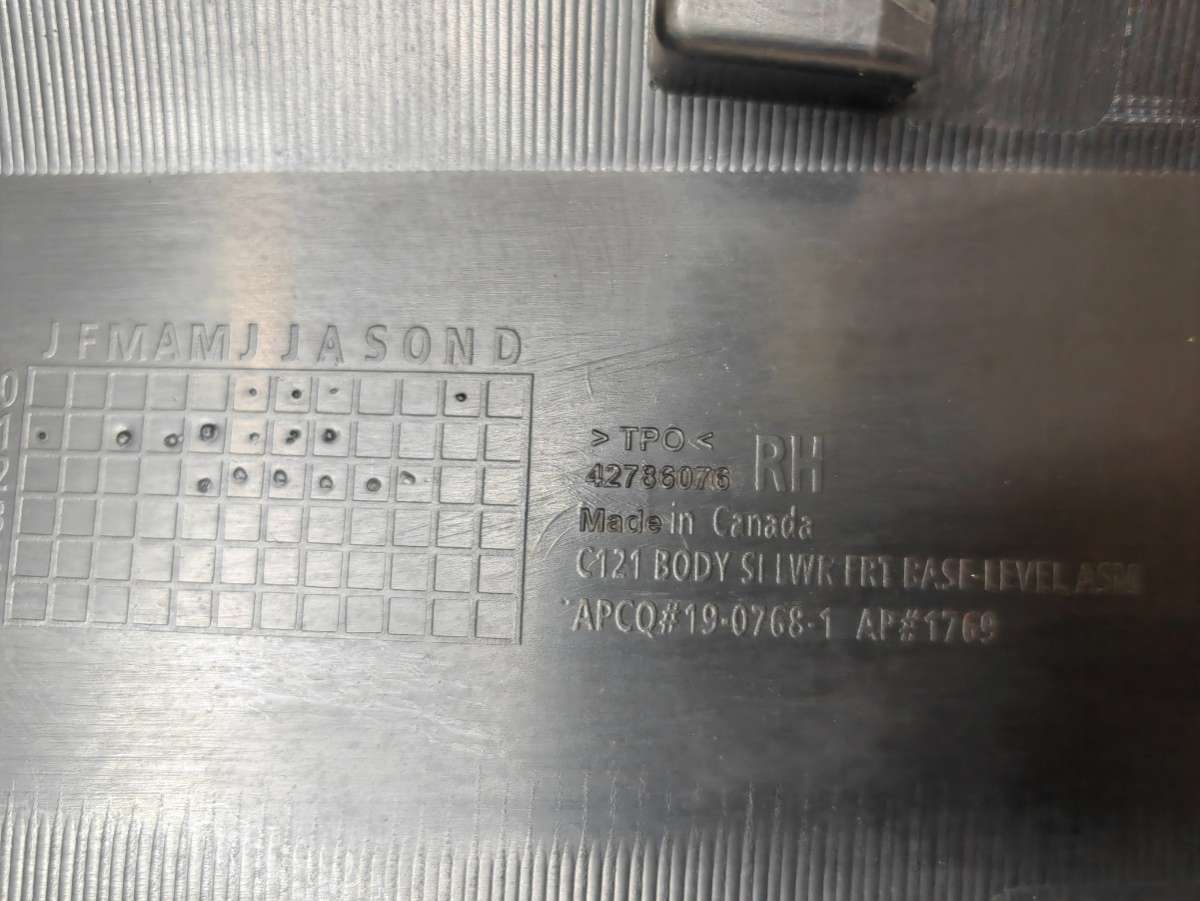 J F M A M J J A S O N D
>TPO<
42786076 RH
Made in Canada
C121 BODY SI LWR FRT BASE-LEVEL ASM
APCQ#19-0768-1 AP#1769